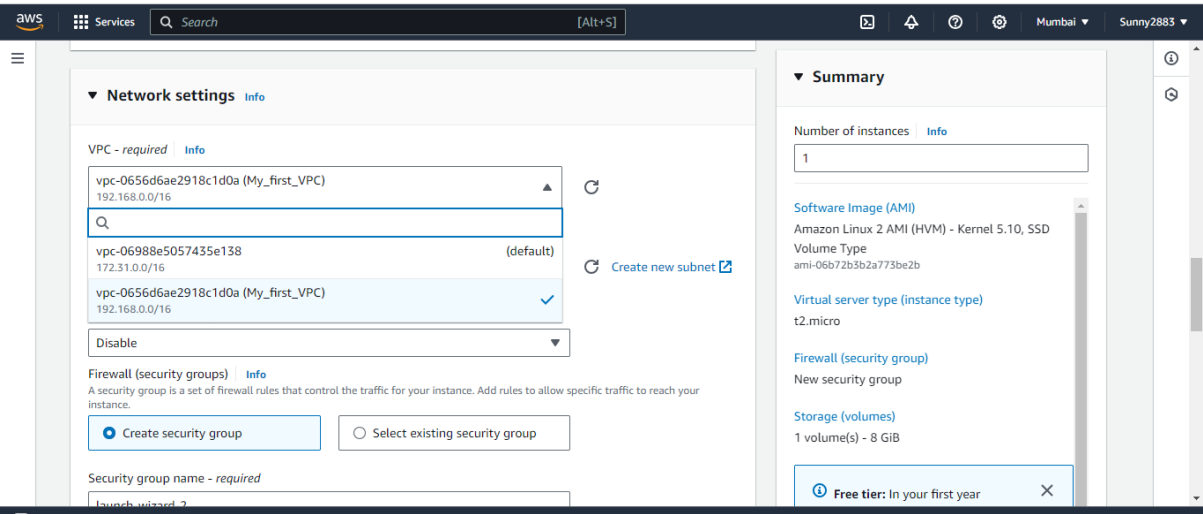 aws
Services
Search
[Alt+S]
Mumbai
Sunny2883
Network settings Info
VPC - required Info
vpc-0656d6ae2918c1d0a (My_first_VPC)
192.168.0.0/16
vpc-06988e5057435e138 (default)
172.31.0.0/16
vpc-0656d6ae2918c1d0a (My_first_VPC)
192.168.0.0/16
Create new subnet
Disable
Firewall (security groups) Info
A security group is a set of firewall rules that control the traffic for your instance. Add rules to allow specific traffic to reach your
instance.
Create security group
Select existing security group
Security group name - required
launch-wizard-2
Summary
Number of instances Info
1
Software Image (AMI)
Amazon Linux 2 AMI (HVM) - Kernel 5.10, SSD
Volume Type
ami-06b72b3b2a773be2b
Virtual server type (instance type)
t2.micro
Firewall (security group)
New security group
Storage (volumes)
1 volume(s) - 8 GiB
Free tier: In your first year